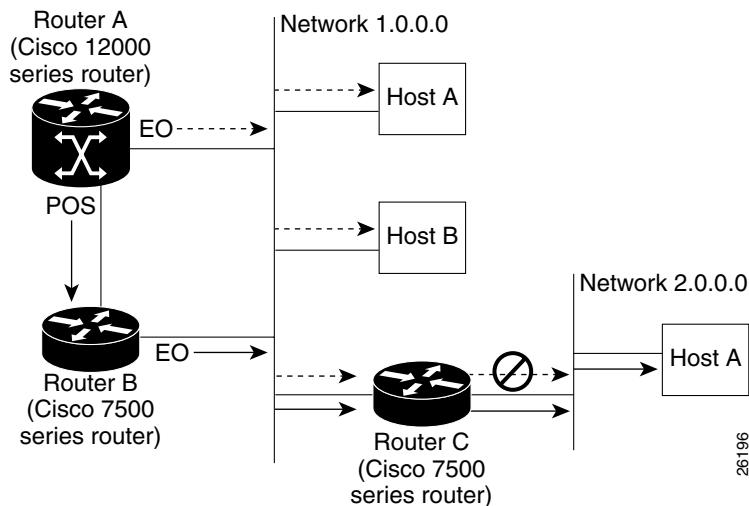 Router A
(Cisco 12000
series router)
Network 1.0.0.0
Host A
EO
POS
Host B
Network 2.0.0.0
Host A
EO
Router B
(Cisco 7500
series router)
Router C
(Cisco 7500
series router)
26196